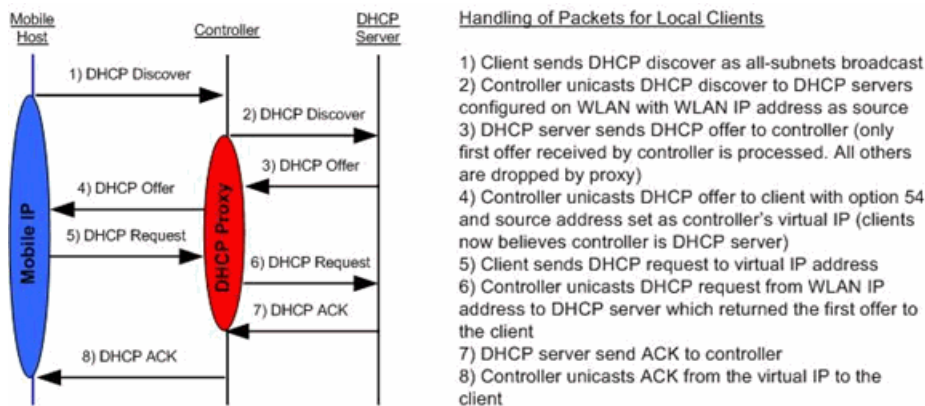 Mobile
Host
Controller
DHCP
Server
1) DHCP Discover
2) DHCP Discover
3) DHCP Offer
4) DHCP Offer
5) DHCP Request
6) DHCP Request
7) DHCP ACK
8) DHCP ACK
Mobile IP
DHCP Proxy
Handling of Packets for Local Clients
1) Client sends DHCP discover as all-subnets broadcast
2) Controller unicasts DHCP discover to DHCP servers
configured on WLAN with WLAN IP address as source
3) DHCP server sends DHCP offer to controller (only
first offer received by controller is processed. All others
are dropped by proxy)
4) Controller unicasts DHCP offer to client with option 54
and source address set as controller's virtual IP (clients
now believes controller is DHCP server)
5) Client sends DHCP request to virtual IP address
6) Controller unicasts DHCP request from WLAN IP
address to DHCP server which returned the first offer to
the client
7) DHCP server send ACK to controller
8) Controller unicasts ACK from the virtual IP to the
client